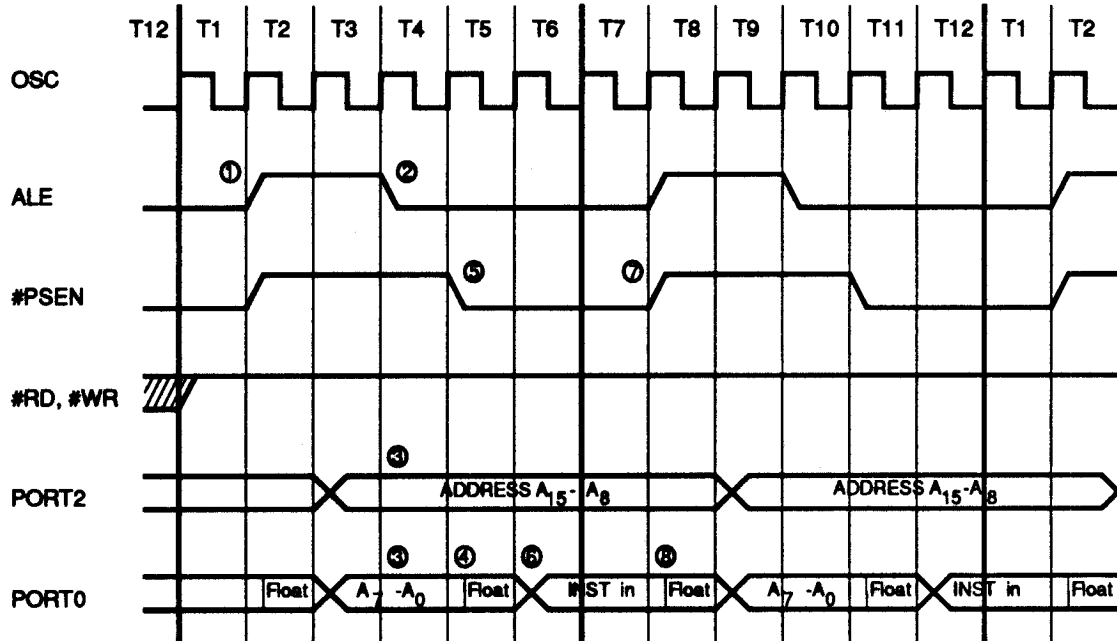 T12 T1 T2 T3 T4 T5 T6 T7 T8 T9 T10 T11 T12 T1 T2
OSC
① ②
ALE
⑤ ⑦
#PSEN
#RD, #WR
③
PORT2 ADDRESS A15 - A8 ADDRESS A15-A8
③ ④ ⑥ ⑧
PORT0 Float A7 -A0 Float INST in Float A7 -A0 Float INST in Float